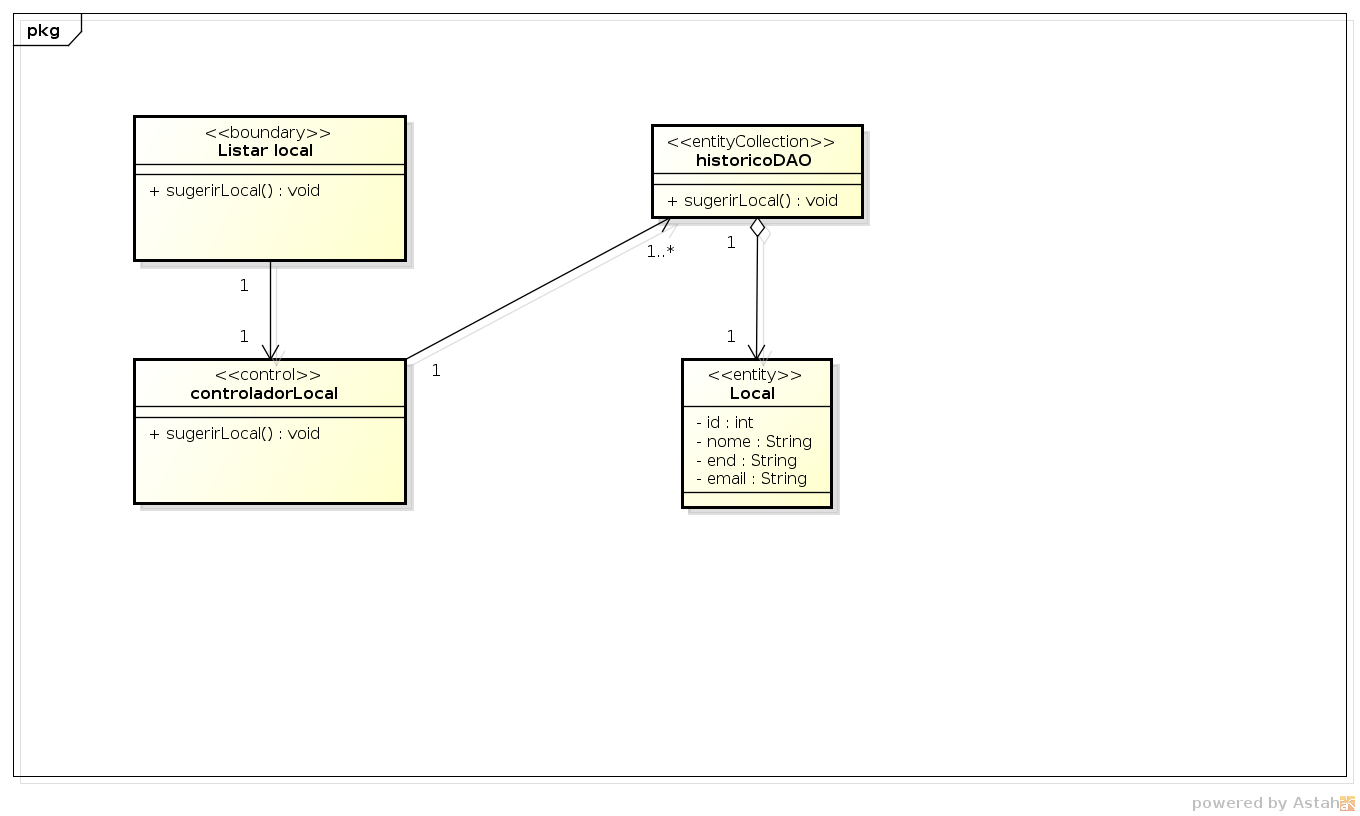 pkg
<<boundary>>
Listar local
+ sugerirLocal() : void
<<entityCollection>>
historicoDAO
+ sugerirLocal() : void
1
1..*
1
1
1
1
<<control>>
controladorLocal
+ sugerirLocal() : void
<<entity>>
Local
- id : int
- nome : String
- end : String
- email : String
powered by Astah